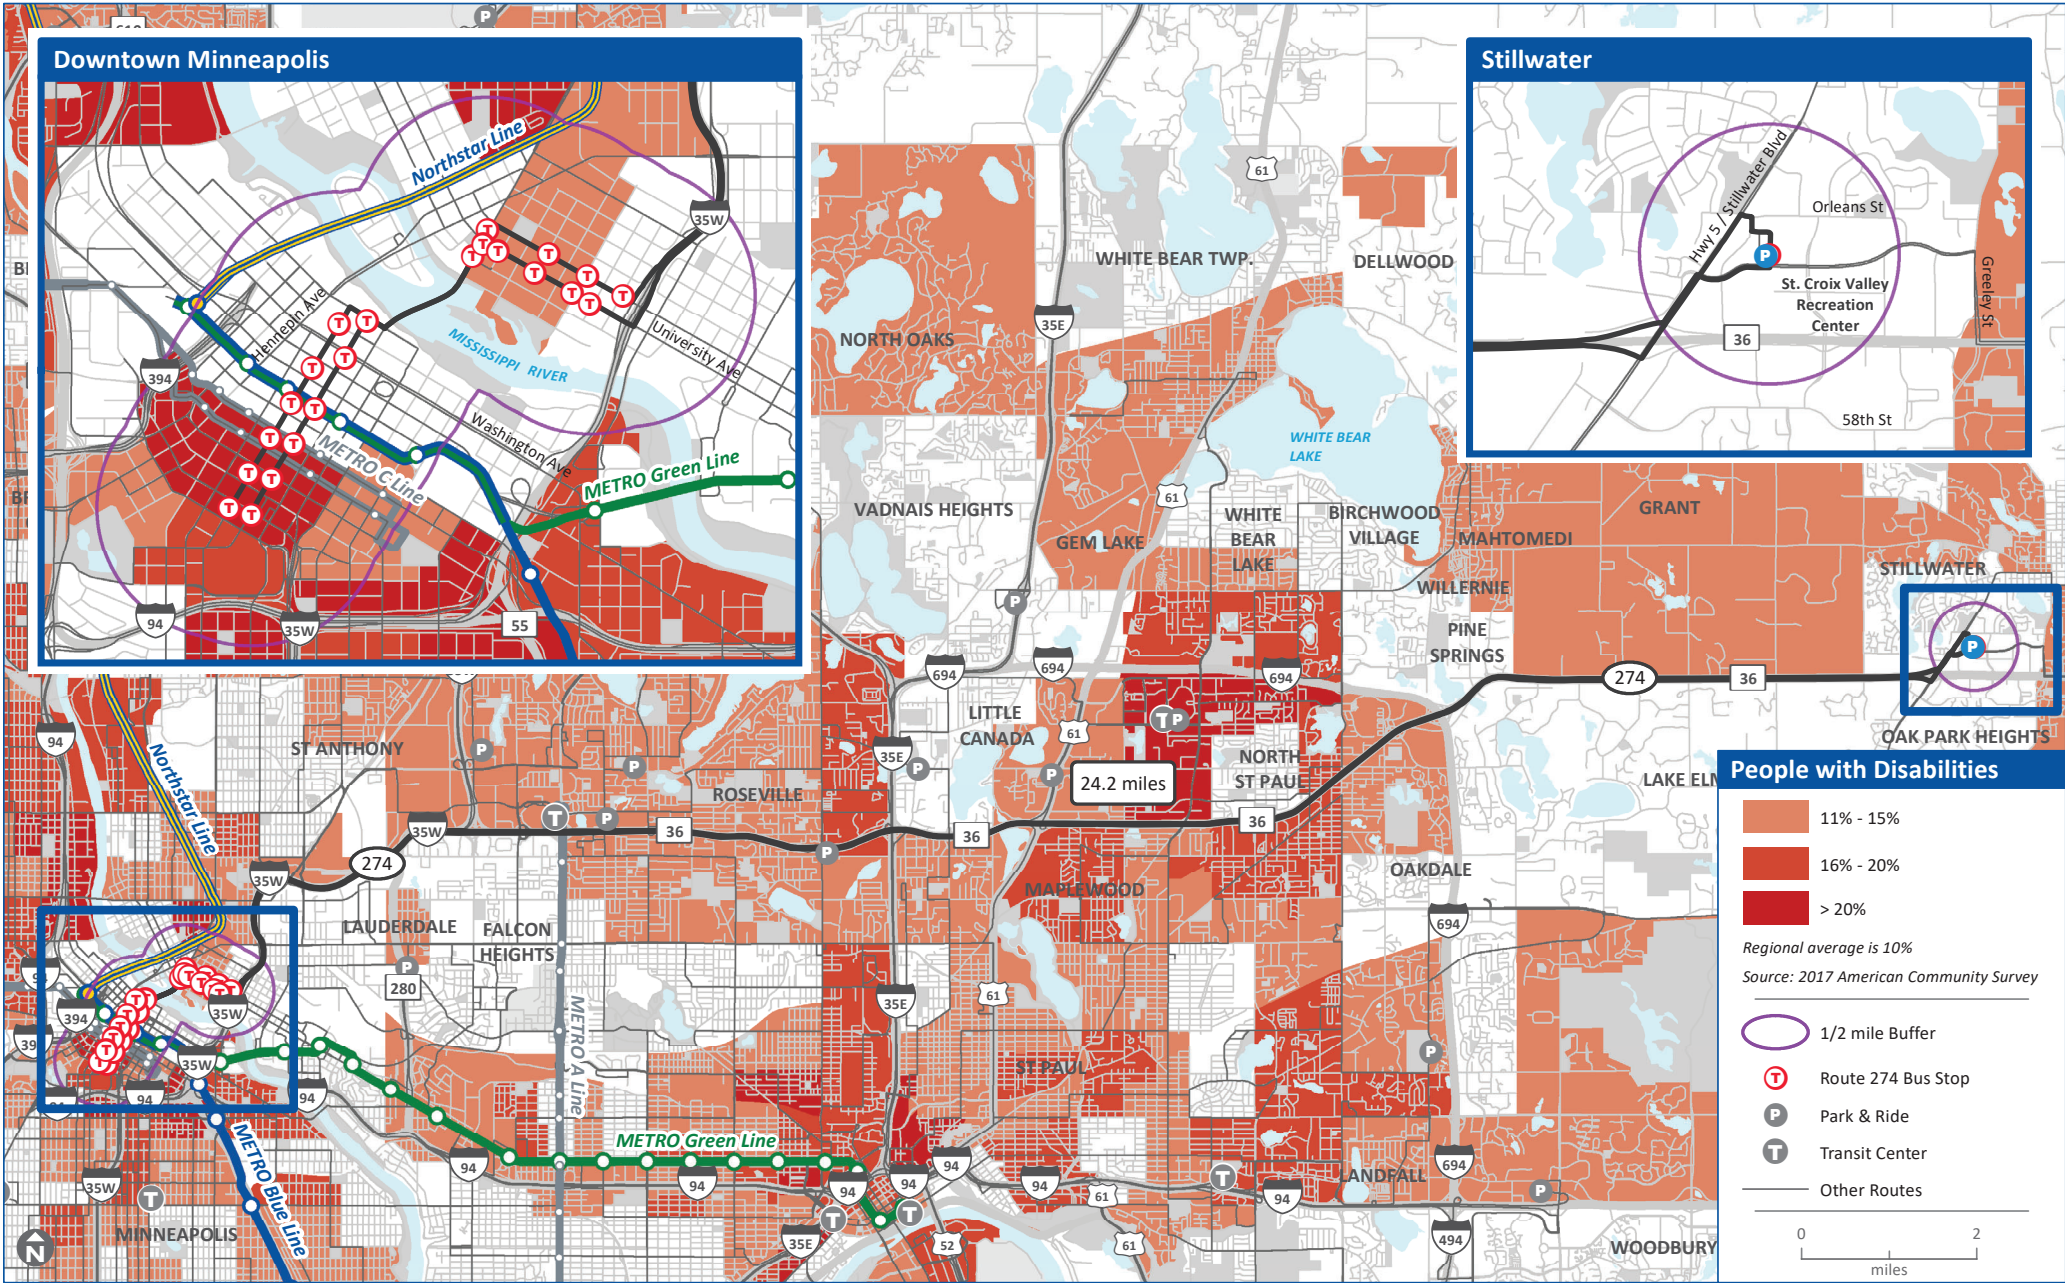 Downtown Minneapolis
Northstar Line
35W
Hennepin Ave
MISSISSIPPI RIVER
University Ave
394
Washington Ave
METRO C Line
METRO Green Line
94
35W
55
Stillwater
Hwy 5 / Stillwater Blvd
Orleans St
P
St. Croix Valley
Recreation
Center
Greeley St
36
58th St
P
61
WHITE BEAR TWP.
DELLWOOD
35E
NORTH OAKS
WHITE BEAR
LAKE
61
VADNAIS HEIGHTS
GEM LAKE
WHITE
BEAR
LAKE
BIRCHWOOD
VILLAGE
MAHTOMEDI
GRANT
WILLERNIE
STILLWATER
P
PINE
SPRINGS
694
694
694
P
274
36
OAK PARK HEIGHTS
LITTLE
CANADA
61
T P
NORTH
ST PAUL
94
Northstar Line
ST ANTHONY
P
P
35E
P
P
24.2 miles
ROSEVILLE
LAKE ELM
T
P
35W
36
P
36
36
274
35W
OAKDALE
MAPLEWOOD
LAUDERDALE
FALCON
HEIGHTS
694
P
280
35E
61
394
35W
35W
METRO A Line
94
94
P
ST PAUL
METRO Green Line
METRO Blue Line
94
94
94
94
94
94
694
LANDFALL
T
P
61
35W
T
MINNEAPOLIS
T
T
35E
52
61
494
WOODBURY
N
People with Disabilities
11% - 15%
16% - 20%
> 20%
Regional average is 10%
Source: 2017 American Community Survey
1/2 mile Buffer
T Route 274 Bus Stop
P Park & Ride
T Transit Center
Other Routes
0 2
miles